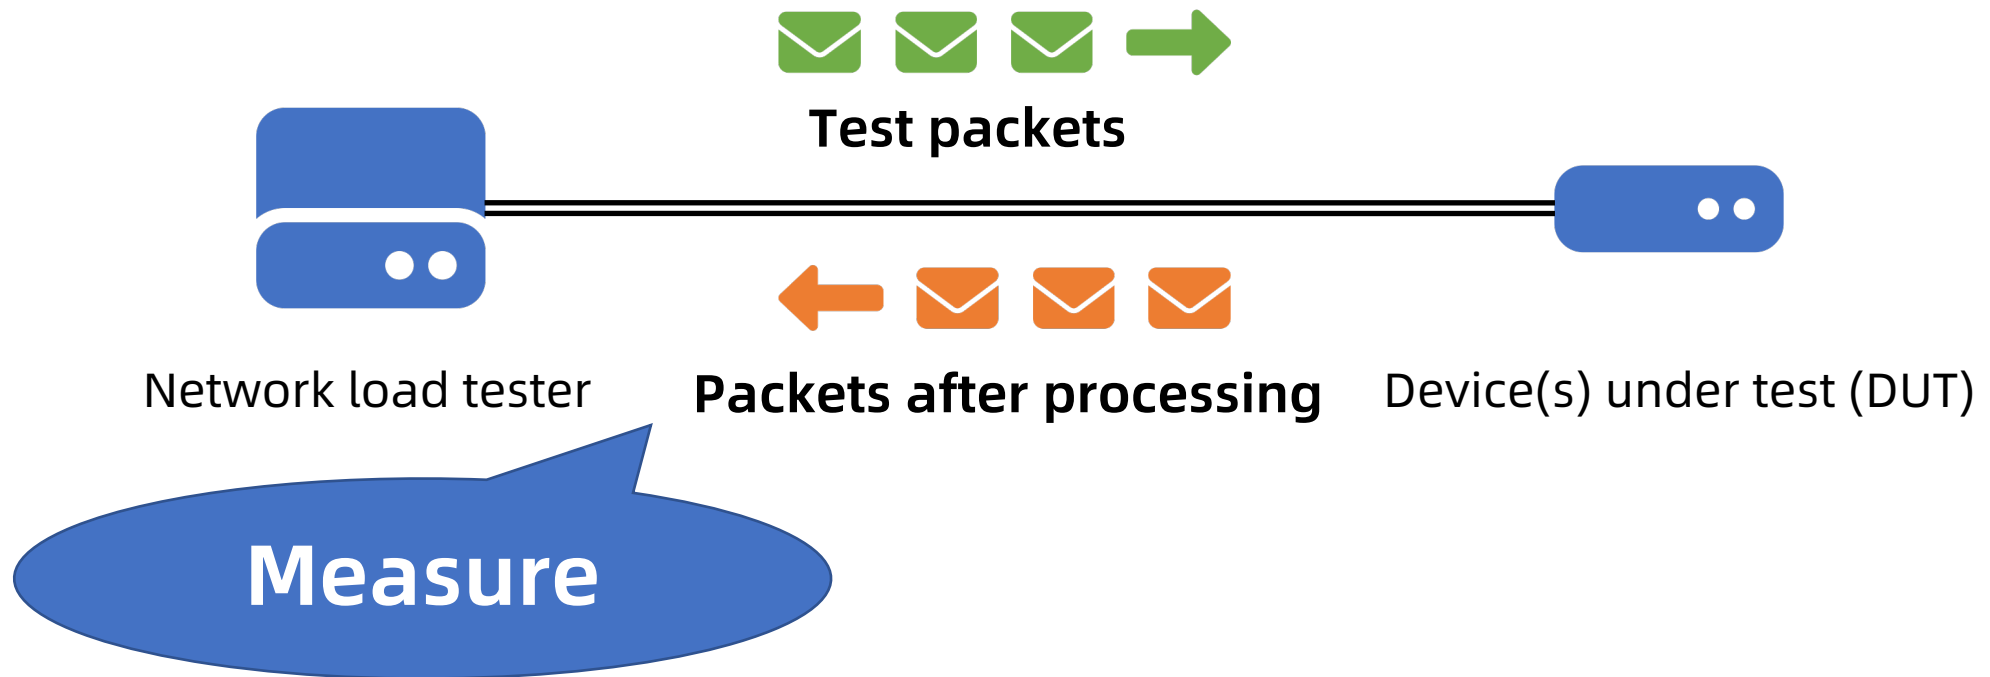 Test packets
Network load tester
Packets after processing
Device(s) under test (DUT)
Measure